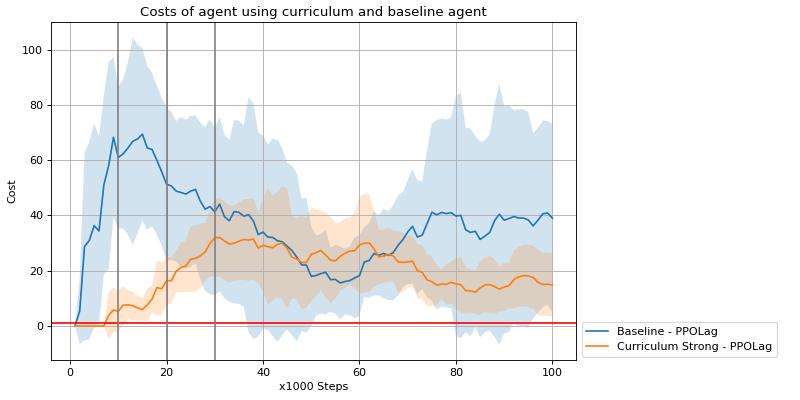 Costs of agent using curriculum and baseline agent
Cost
100
80
60
40
20
0
0 20 40 60 80 100
x1000 Steps
Baseline - PPOLag
Curriculum Strong - PPOLag